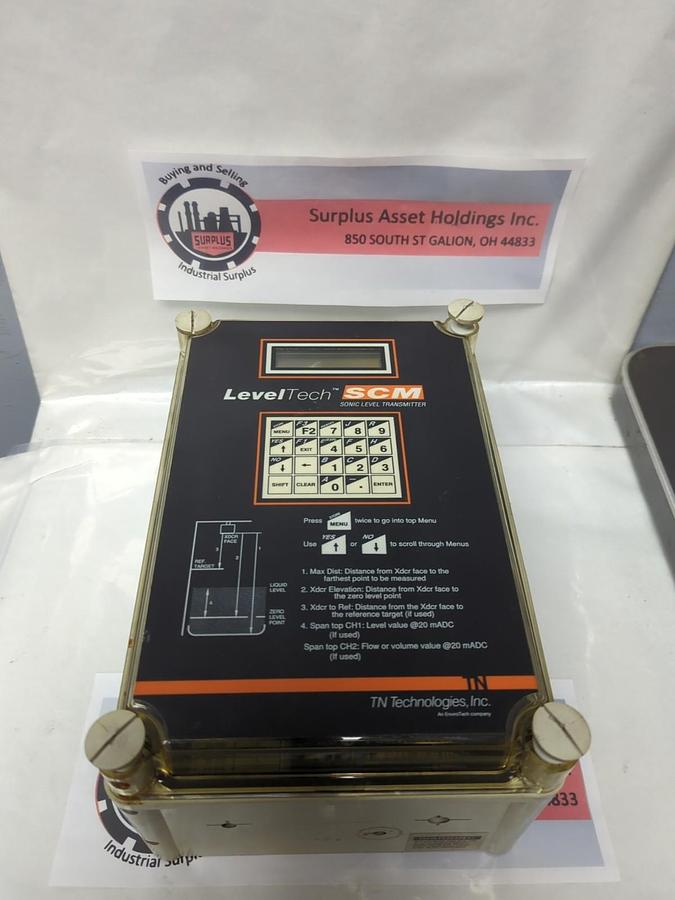 Buying and Selling
SURPLUS
Industrial Surplus
Surplus Asset Holdings Inc.
850 SOUTH ST GALION, OH 44833
LevelTech™ SCM
SONIC LEVEL TRANSMITTER
MENU F2 7 8 9
YES ↑ F1 EXIT 4 5 6
NO ↓ ← B 1 C 2 D 3
SHIFT CLEAR A 0 . ENTER
Press MENU twice to go into top Menu
Use YES ↑ or NO ↓ to scroll through Menus
XDCR
FACE
REF.
TARGET
3
2
1
4
LIQUID
LEVEL
ZERO
LEVEL
POINT
1. Max Dist: Distance from Xdcr face to the
farthest point to be measured
2. Xdcr Elevation: Distance from Xdcr face to
the zero level point
3. Xdcr to Ref: Distance from the Xdcr face to
the reference target (if used)
4. Span top CH1: Level value @20 mADC
(If used)
Span top CH2: Flow or volume value @20 mADC
(If used)
TN
TN Technologies, Inc.
An EnviroTech company
Industrial Surplus
833